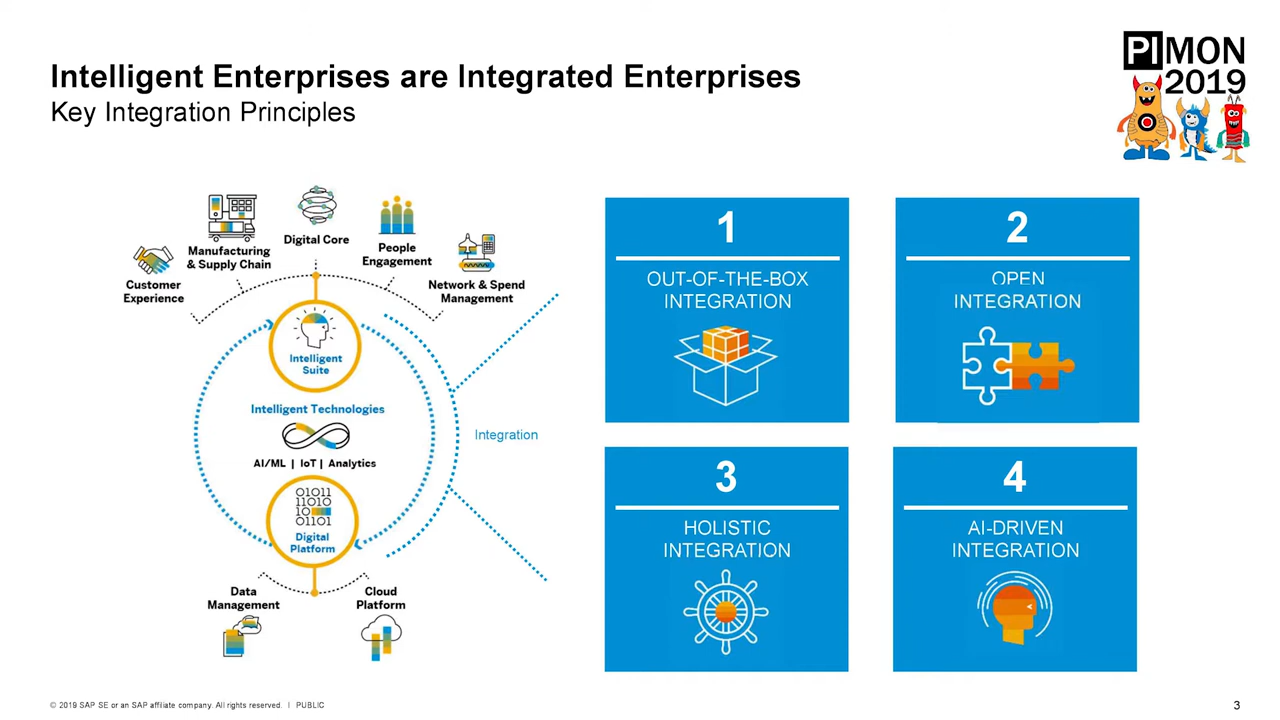 Intelligent Enterprises are Integrated Enterprises
Key Integration Principles
PIMON
2019
Digital Core
Manufacturing
& Supply Chain
People
Engagement
Customer
Experience
Network & Spend
Management
Intelligent
Suite
Intelligent Technologies
AI/ML | IoT | Analytics
Integration
01011
11010
10
01101
Digital
Platform
Data
Management
Cloud
Platform
1
OUT-OF-THE-BOX
INTEGRATION
2
OPEN
INTEGRATION
3
HOLISTIC
INTEGRATION
4
AI-DRIVEN
INTEGRATION
© 2019 SAP SE or an SAP affiliate company. All rights reserved. I PUBLIC
3